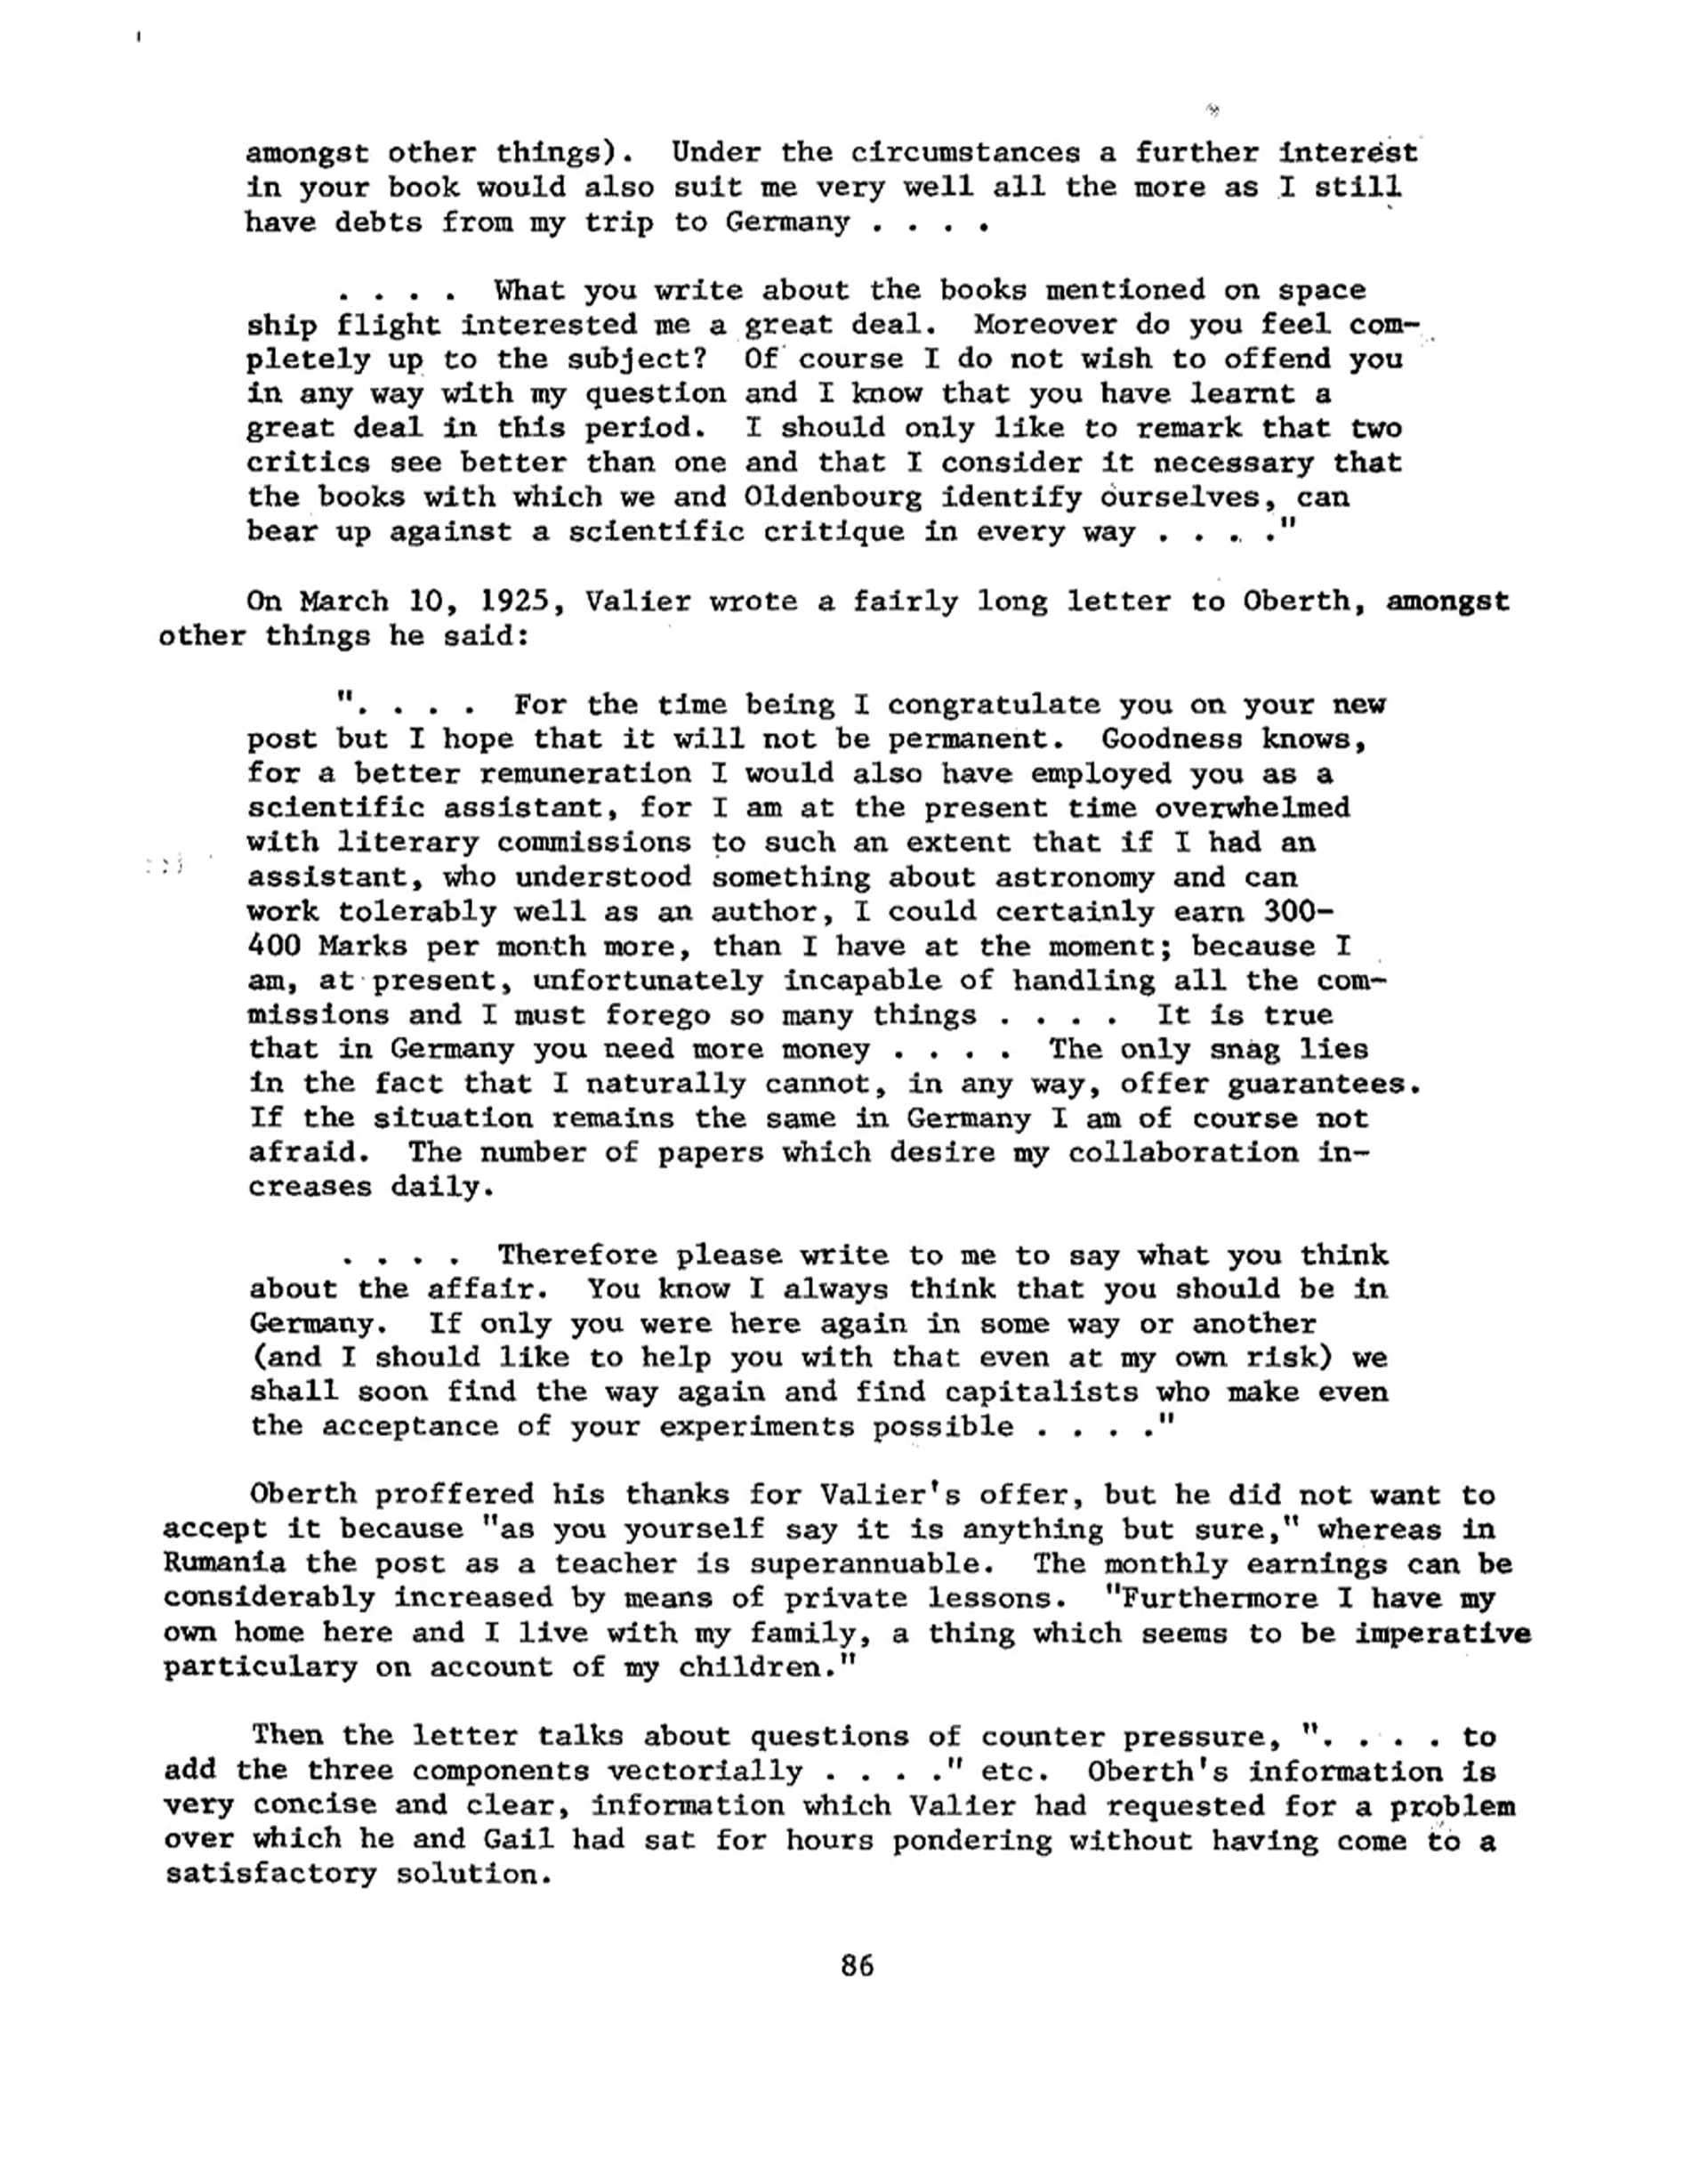 amongst other things). Under the circumstances a further interest
in your book would also suit me very well all the more as I still
have debts from my trip to Germany . . . .
. . . . What you write about the books mentioned on space
ship flight interested me a great deal. Moreover do you feel com-
pletely up to the subject? Of course I do not wish to offend you
in any way with my question and I know that you have learnt a
great deal in this period. I should only like to remark that two
critics see better than one and that I consider it necessary that
the books with which we and Oldenbourg identify ourselves, can
bear up against a scientific critique in every way . . . ."
On March 10, 1925, Valier wrote a fairly long letter to Oberth, amongst
other things he said:
". . . . For the time being I congratulate you on your new
post but I hope that it will not be permanent. Goodness knows,
for a better remuneration I would also have employed you as a
scientific assistant, for I am at the present time overwhelmed
with literary commissions to such an extent that if I had an
assistant, who understood something about astronomy and can
work tolerably well as an author, I could certainly earn 300-
400 Marks per month more, than I have at the moment; because I
am, at present, unfortunately incapable of handling all the com-
missions and I must forego so many things . . . . It is true
that in Germany you need more money . . . . The only snag lies
in the fact that I naturally cannot, in any way, offer guarantees.
If the situation remains the same in Germany I am of course not
afraid. The number of papers which desire my collaboration in-
creases daily.
. . . . Therefore please write to me to say what you think
about the affair. You know I always think that you should be in
Germany. If only you were here again in some way or another
(and I should like to help you with that even at my own risk) we
shall soon find the way again and find capitalists who make even
the acceptance of your experiments possible . . . ."
Oberth proffered his thanks for Valier's offer, but he did not want to
accept it because "as you yourself say it is anything but sure," whereas in
Rumania the post as a teacher is superannuable. The monthly earnings can be
considerably increased by means of private lessons. "Furthermore I have my
own home here and I live with my family, a thing which seems to be imperative
particulary on account of my children."
Then the letter talks about questions of counter pressure, ". . . . to
add the three components vectorially . . . ." etc. Oberth's information is
very concise and clear, information which Valier had requested for a problem
over which he and Gail had sat for hours pondering without having come to a
satisfactory solution.
86